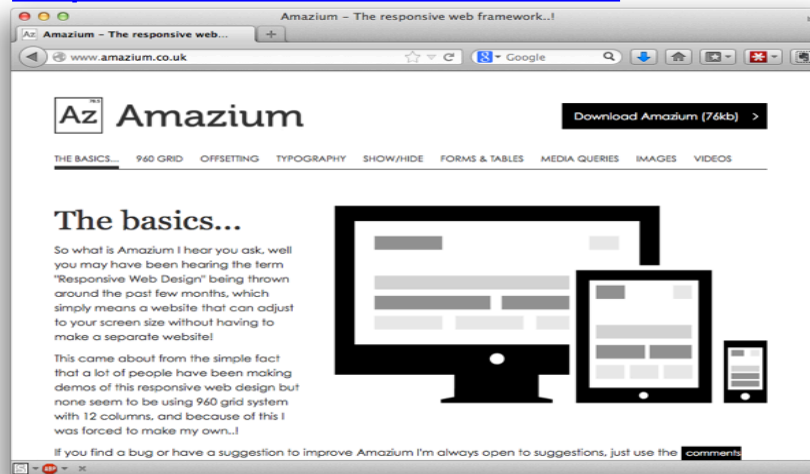 Amazium – The responsive web framework..!
Az Amazium – The responsive web...
www.amazium.co.uk
Google
Az Amazium
Download Amazium (76kb) >
THE BASICS... 960 GRID OFFSETTING TYPOGRAPHY SHOW/HIDE FORMS & TABLES MEDIA QUERIES IMAGES VIDEOS
The basics...
So what is Amazium I hear you ask, well
you may have been hearing the term
"Responsive Web Design" being thrown
around the past few months, which
simply means a website that can adjust
to your screen size without having to
make a separate website!
This came about from the simple fact
that a lot of people have been making
demos of this responsive web design but
none seem to be using 960 grid system
with 12 columns, and because of this I
was forced to make my own..!
If you find a bug or have a suggestion to improve Amazium I'm always open to suggestions, just use the comments